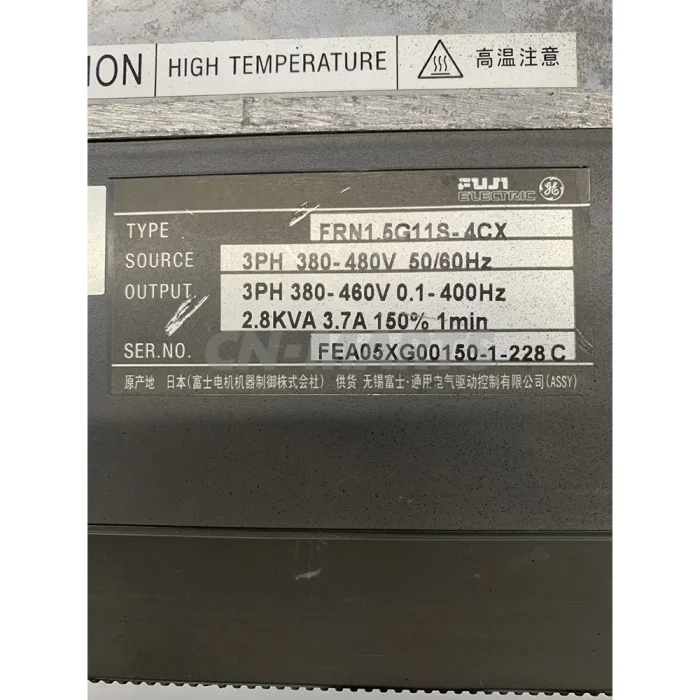 ION HIGH TEMPERATURE 高温注意
FUJI
ELECTRIC GE
TYPE FRN1.5G11S-4CX
SOURCE 3PH 380-480V 50/60Hz
OUTPUT 3PH 380-460V 0.1-400Hz
2.8KVA 3.7A 150% 1min
SER.NO. FEA05XG00150-1-228C
原产地 日本(富士电机机器制御株式会社) 供货 无锡富士·通用电气驱动控制有限公司(ASSY)